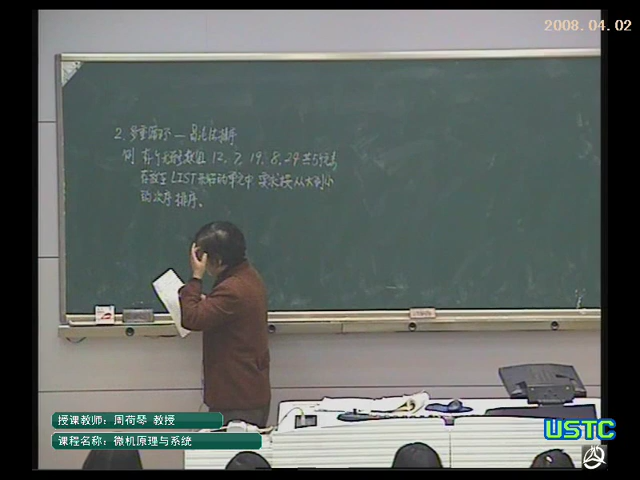 2008.04.02
2. 多重循环 — 冒泡法排序
例 有个无符号数组 12, 7, 19, 8, 24 共5个元素
存放在 LIST 开始的单元中 要求按从大到小
的次序排序。
授课教师: 周荷琴 教授
课程名称: 微机原理与系统
USTC